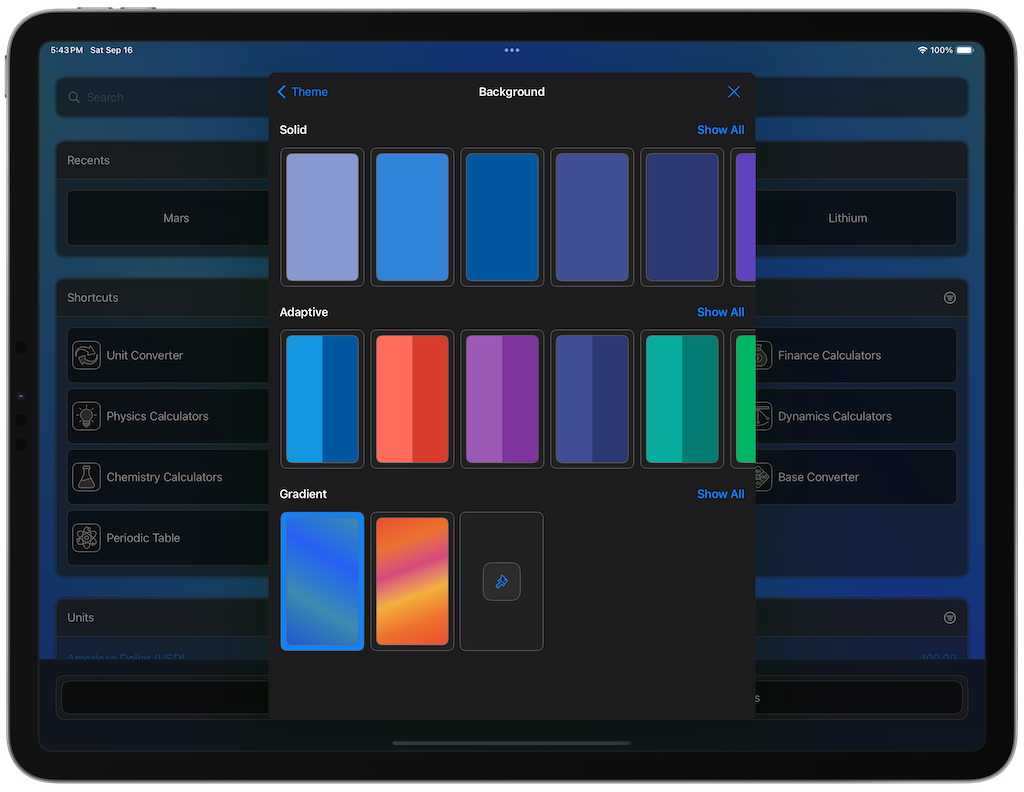 5:43 PM Sat Sep 16
100%
Search
Theme
Background
Recents
Mars
Lithium
Solid
Show All
Shortcuts
Unit Converter
Finance Calculators
Adaptive
Show All
Physics Calculators
Dynamics Calculators
Chemistry Calculators
Base Converter
Gradient
Show All
Periodic Table
Units
American Dollar (USD)
100.00